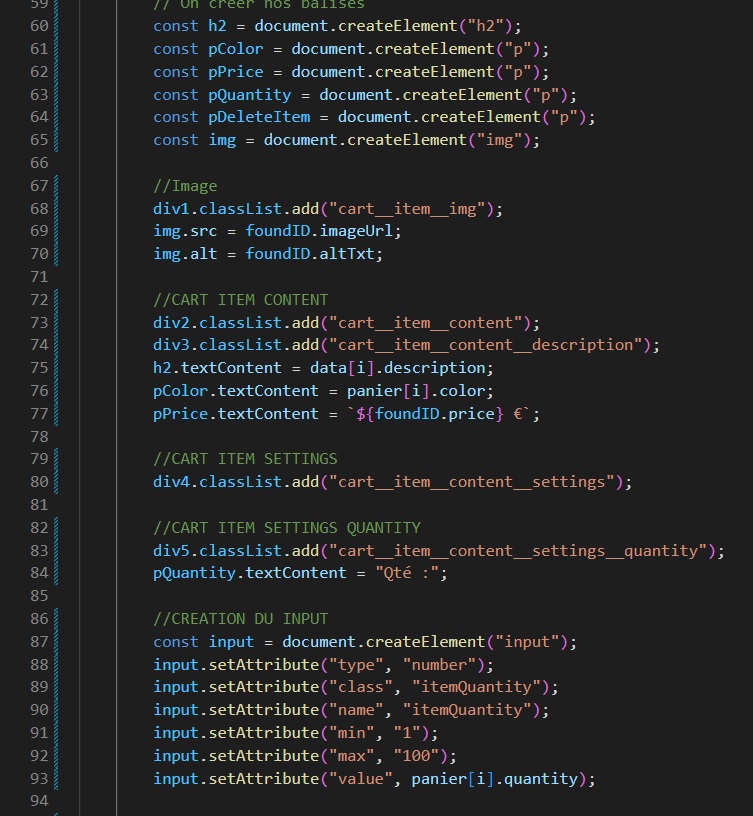 59 // On créer nos balises
60 const h2 = document.createElement("h2");
61 const pColor = document.createElement("p");
62 const pPrice = document.createElement("p");
63 const pQuantity = document.createElement("p");
64 const pDeleteItem = document.createElement("p");
65 const img = document.createElement("img");
66
67 //Image
68 div1.classList.add("cart__item__img");
69 img.src = foundID.imageUrl;
70 img.alt = foundID.altTxt;
71
72 //CART ITEM CONTENT
73 div2.classList.add("cart__item__content");
74 div3.classList.add("cart__item__content__description");
75 h2.textContent = data[i].description;
76 pColor.textContent = panier[i].color;
77 pPrice.textContent = `${foundID.price} €`;
78
79 //CART ITEM SETTINGS
80 div4.classList.add("cart__item__content__settings");
81
82 //CART ITEM SETTINGS QUANTITY
83 div5.classList.add("cart__item__content__settings__quantity");
84 pQuantity.textContent = "Qté :";
85
86 //CREATION DU INPUT
87 const input = document.createElement("input");
88 input.setAttribute("type", "number");
89 input.setAttribute("class", "itemQuantity");
90 input.setAttribute("name", "itemQuantity");
91 input.setAttribute("min", "1");
92 input.setAttribute("max", "100");
93 input.setAttribute("value", panier[i].quantity);
94